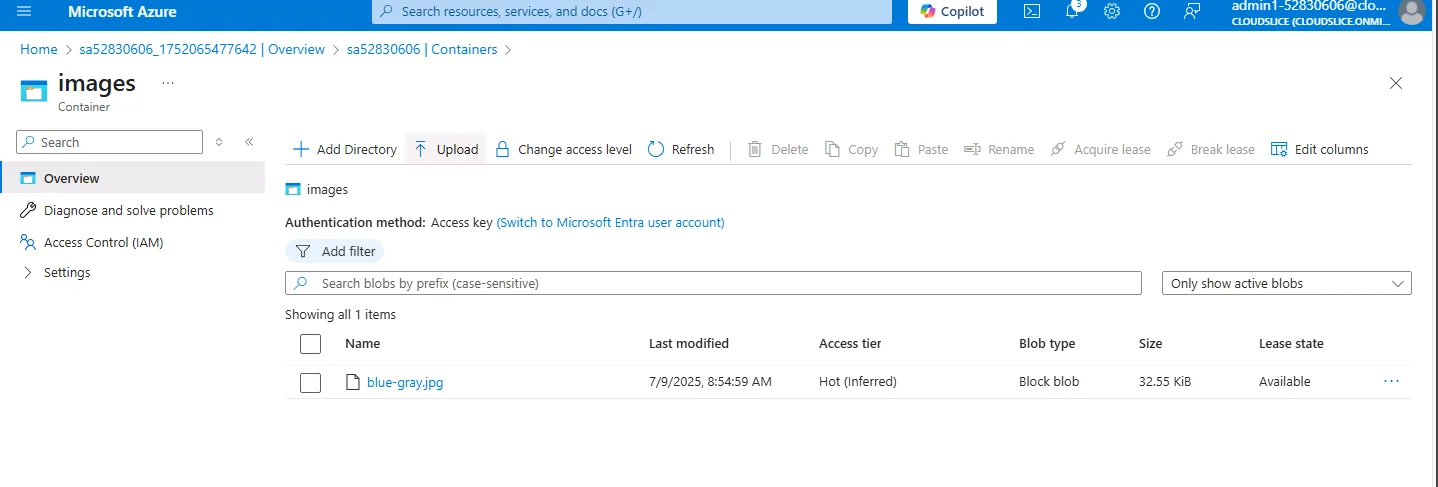 Microsoft Azure
Search resources, services, and docs (G+/)
Copilot
3
admin1-52830606@clo...
CLOUDSLICE (CLOUDSLICE.ONMI...
Home > sa52830606_1752065477642 | Overview > sa52830606 | Containers >
images ...
Container
Search
Add Directory Upload Change access level Refresh Delete Copy Paste Rename Acquire lease Break lease Edit columns
Overview
Diagnose and solve problems
Access Control (IAM)
Settings
images
Authentication method: Access key (Switch to Microsoft Entra user account)
Add filter
Search blobs by prefix (case-sensitive)
Only show active blobs
Showing all 1 items
Name Last modified Access tier Blob type Size Lease state
blue-gray.jpg 7/9/2025, 8:54:59 AM Hot (Inferred) Block blob 32.55 KiB Available ...